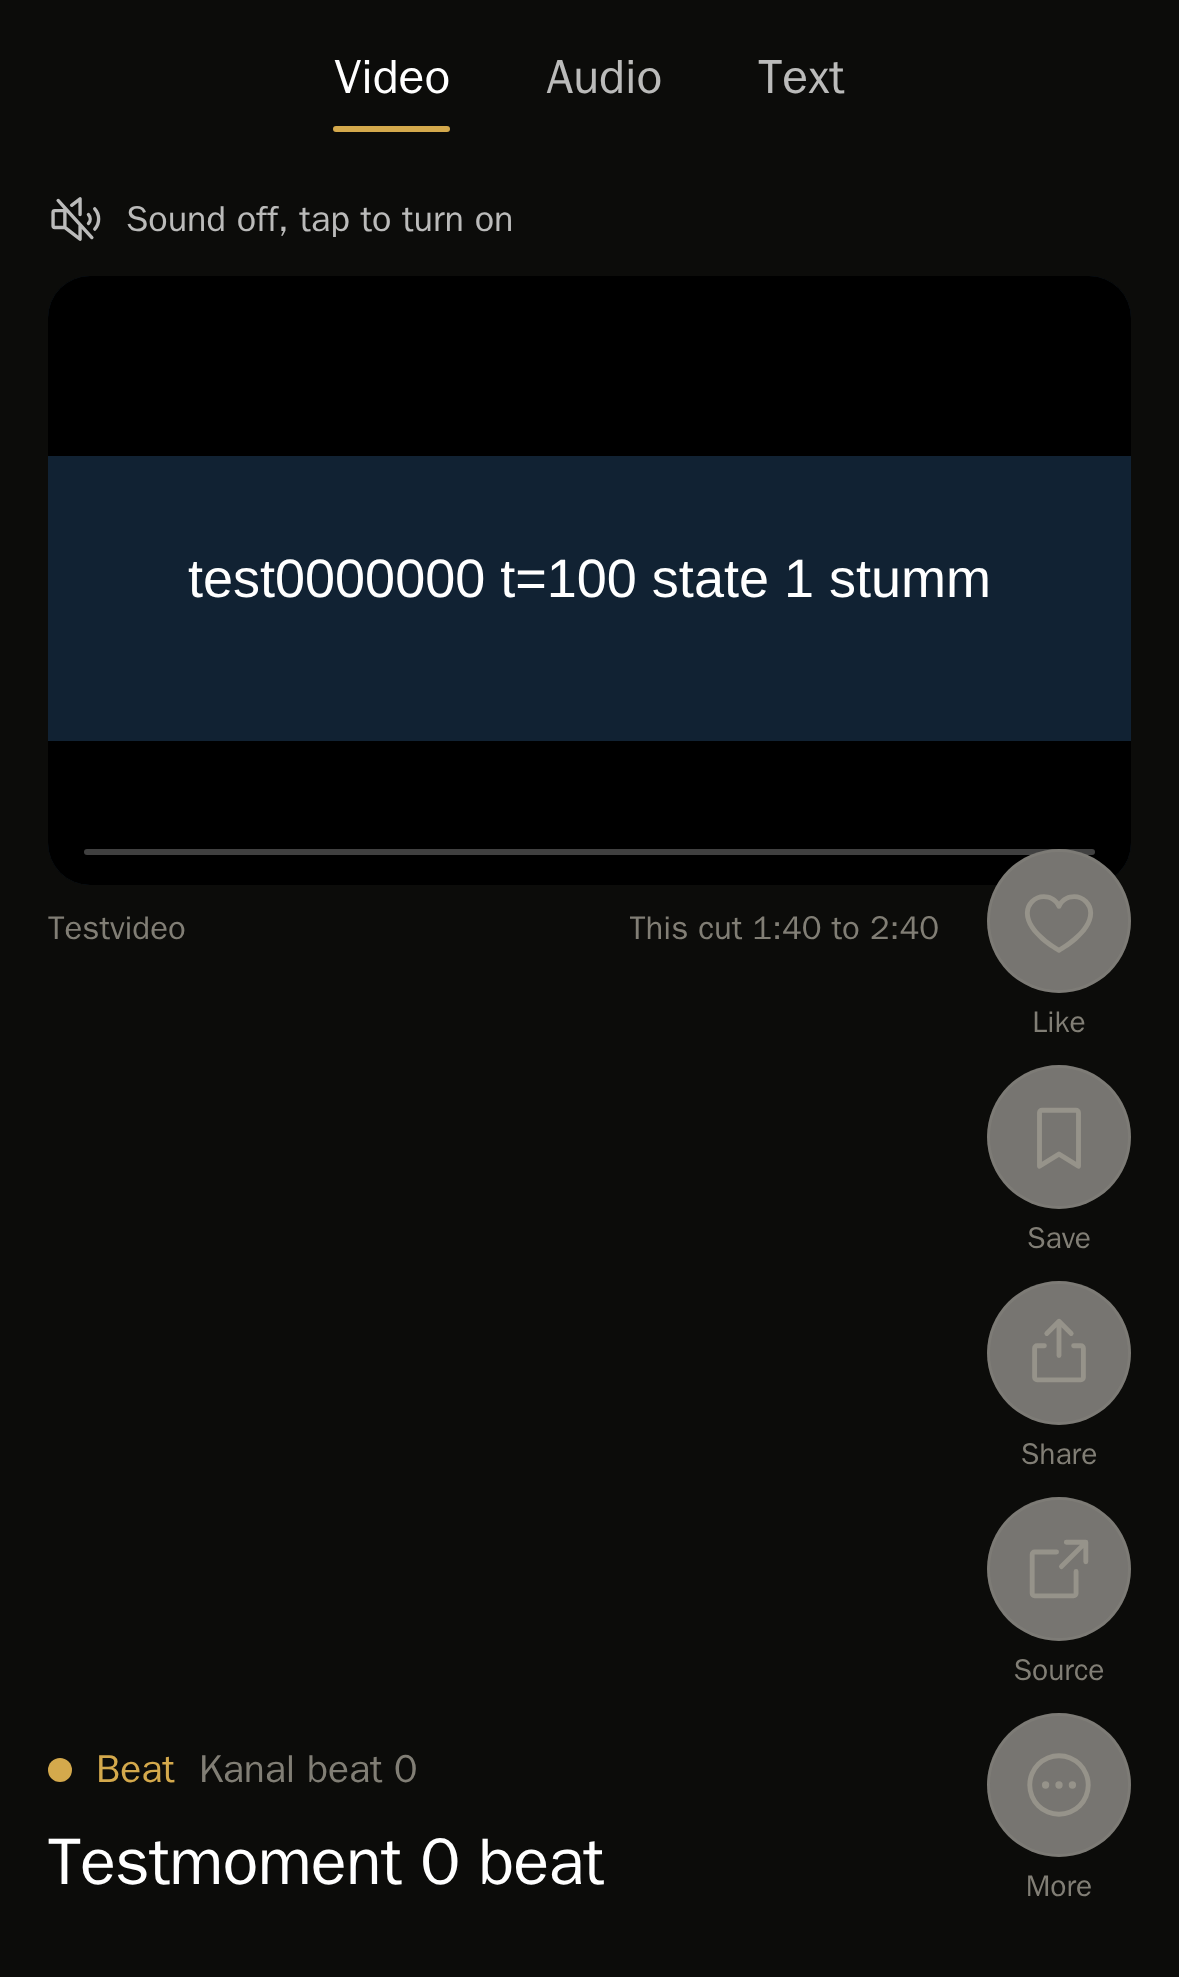 Video Audio Text
Sound off, tap to turn on
test0000000 t=100 state 1 stumm
Testvideo This cut 1:40 to 2:40
Like
Save
Share
Source
Beat Kanal beat 0
Testmoment 0 beat
More